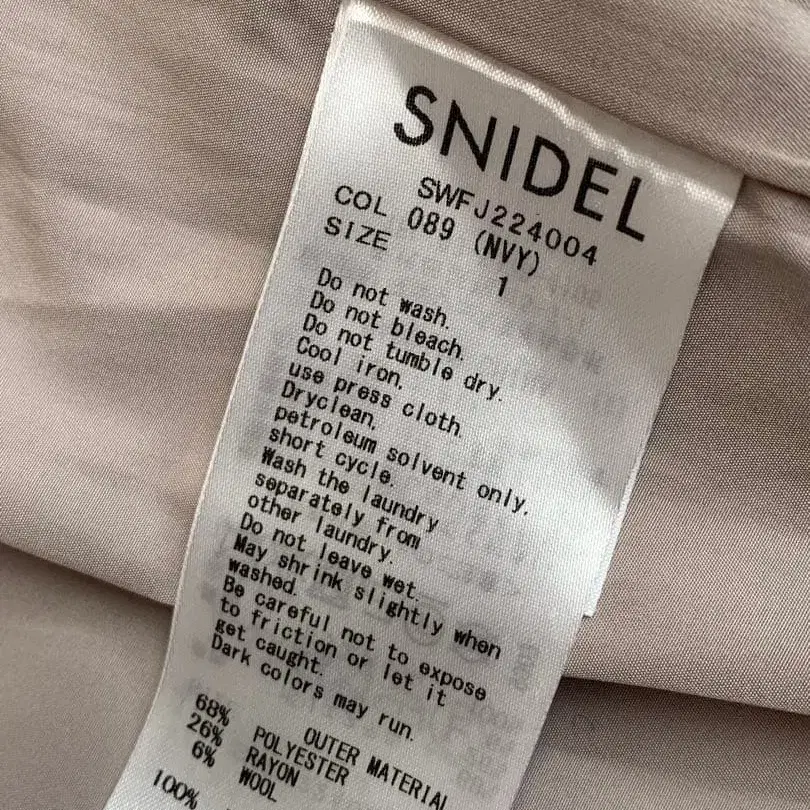 SNIDEL
SWFJ224004
COL 089 (NVY)
SIZE 1
Do not wash.
Do not bleach.
Do not tumble dry.
Cool iron.
use press cloth.
Dryclean.
petroleum solvent only.
short cycle.
Wash the laundry
separately from
other laundry.
Do not leave wet.
May shrink slightly when
washed.
Be careful not to expose
to friction or let it
get caught.
Dark colors may run.
OUTER MATERIAL
68% POLYESTER
26% RAYON
6% WOOL
100%